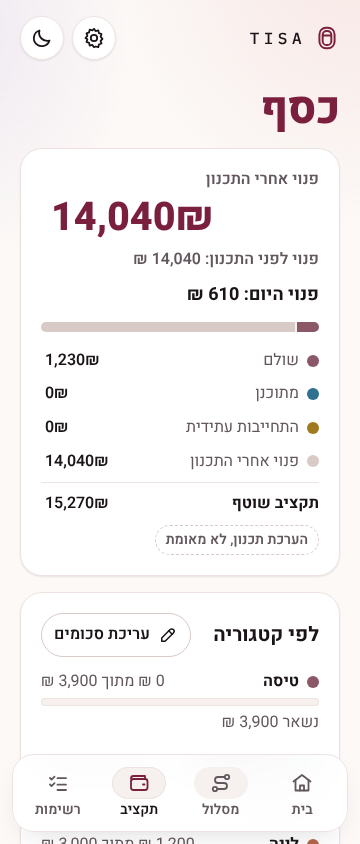 TISA
כסף
פנוי אחרי התכנון
14,040₪
פנוי לפני התכנון: 14,040 ₪
פנוי היום: 610 ₪
שולם 1,230₪
מתוכנן 0₪
התחייבות עתידית 0₪
פנוי אחרי התכנון 14,040₪
תקציב שוטף 15,270₪
הערכת תכנון, לא מאומת
לפי קטגוריה עריכת סכומים
טיסה 0 ₪ מתוך 3,900 ₪
נשאר 3,900 ₪
בית מסלול תקציב רשימות